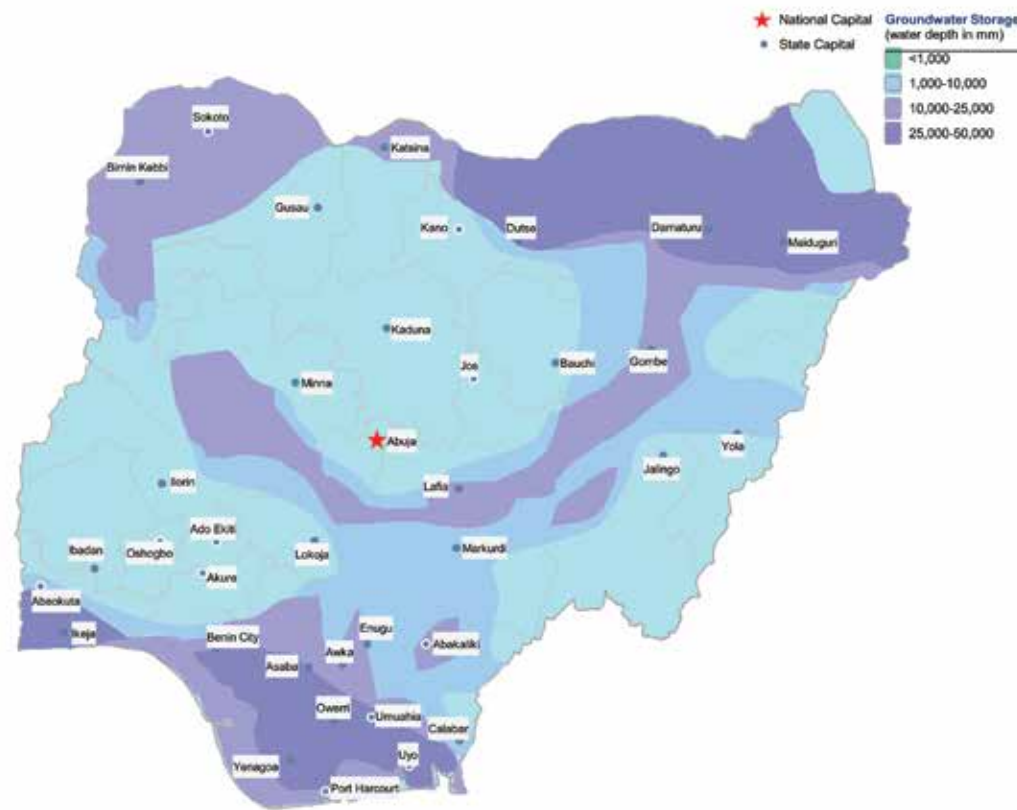 National Capital
State Capital
Groundwater Storage
(water depth in mm)
<1,000
1,000-10,000
10,000-25,000
25,000-50,000
Sokoto
Birnin Kebbi
Katsina
Gusau
Kano
Dutse
Damaturu
Maiduguri
Kaduna
Jos
Bauchi
Gombe
Minna
Abuja
Yola
Jalingo
Lafia
Ilorin
Ado Ekiti
Oshogbo
Ibadan
Lokoja
Markurdi
Akure
Abeokuta
Ikeja
Benin City
Enugu
Abakaliki
Awka
Asaba
Owerri
Umuahia
Calabar
Uyo
Yenagoa
Port Harcourt